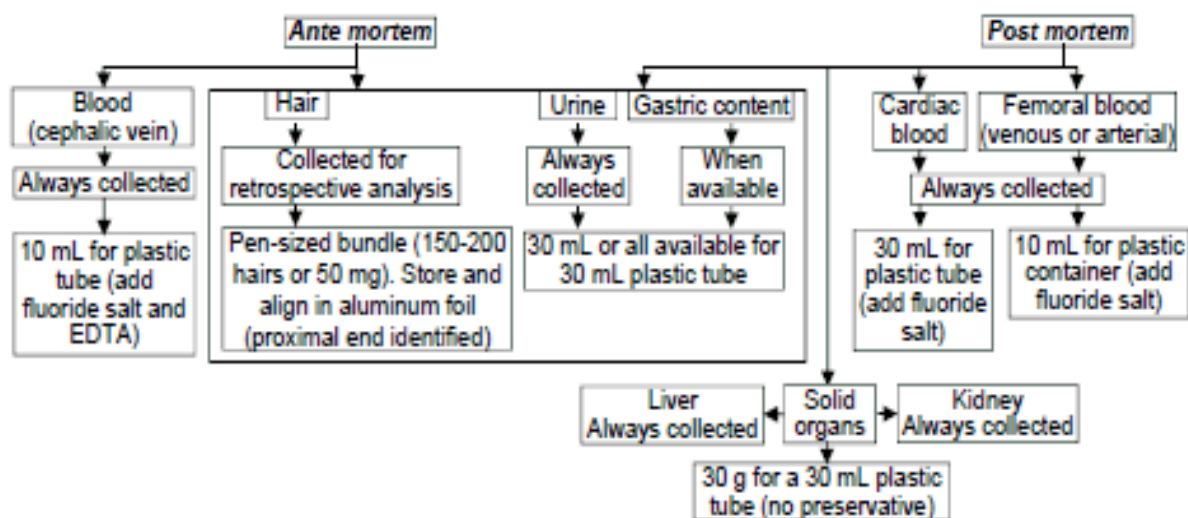 Ante mortem
Post mortem
Blood
(cephalic vein)
Always collected
10 mL for plastic
tube (add
fluoride salt and
EDTA)
Hair
Collected for
retrospective analysis
Pen-sized bundle (150-200
hairs or 50 mg). Store and
align in aluminum foil
(proximal end identified)
Urine
Always
collected
Gastric content
When
available
30 mL or all available for
30 mL plastic tube
Cardiac
blood
Femoral blood
(venous or arterial)
Always collected
30 mL for
plastic tube
(add fluoride
salt)
10 mL for plastic
container (add
fluoride salt)
Liver
Always collected
Solid
organs
Kidney
Always collected
30 g for a 30 mL plastic
tube (no preservative)